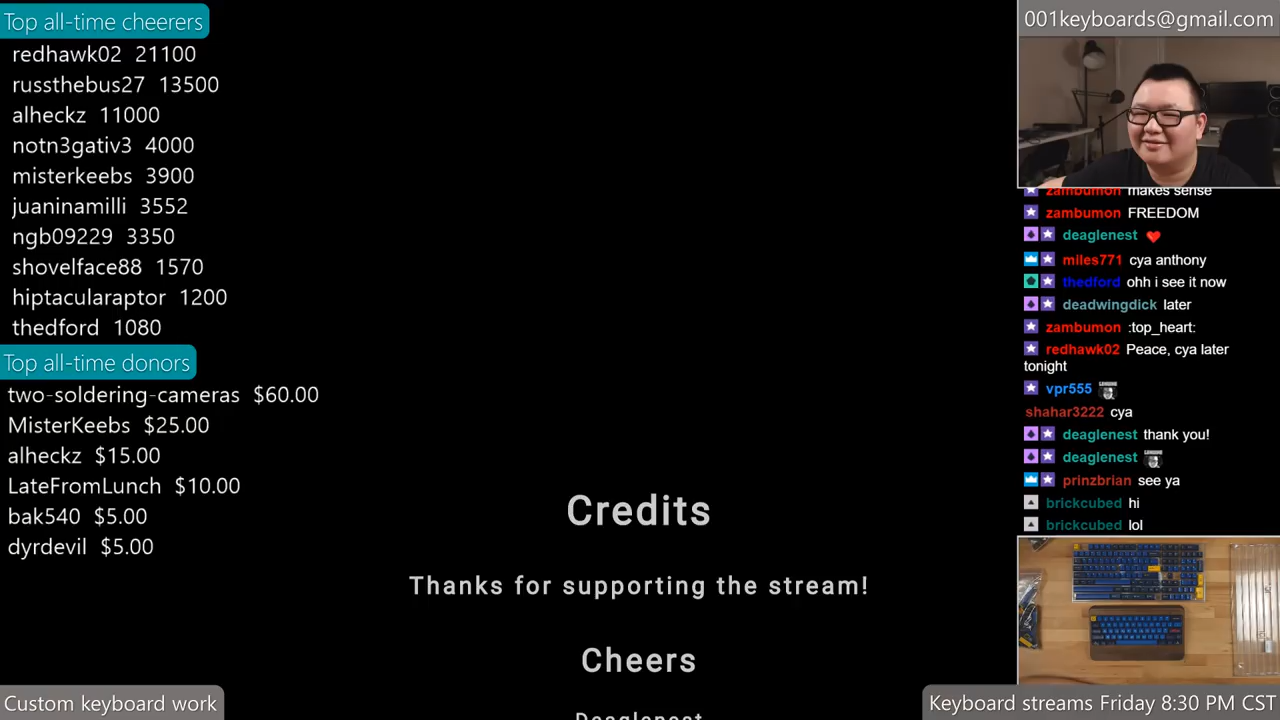 Top all-time cheerers
redhawk02 21100
russthebus27 13500
alheckz 11000
notn3gativ3 4000
misterkeebs 3900
juaninamilli 3552
ngb09229 3350
shovelface88 1570
hiptacularaptor 1200
thedford 1080
Top all-time donors
two-soldering-cameras $60.00
MisterKeebs $25.00
alheckz $15.00
LateFromLunch $10.00
bak540 $5.00
dyrdevil $5.00
Custom keyboard work
Credits
Thanks for supporting the stream!
Cheers
Deaglenest
001keyboards@gmail.com
zambumon makes sense
zambumon FREEDOM
deaglenest
miles771 cya anthony
thedford ohh i see it now
deadwingdick later
zambumon :top_heart:
redhawk02 Peace, cya later
tonight
vpr555
shahar3222 cya
deaglenest thank you!
deaglenest
prinzbrian see ya
brickcubed hi
brickcubed lol
Keyboard streams Friday 8:30 PM CST